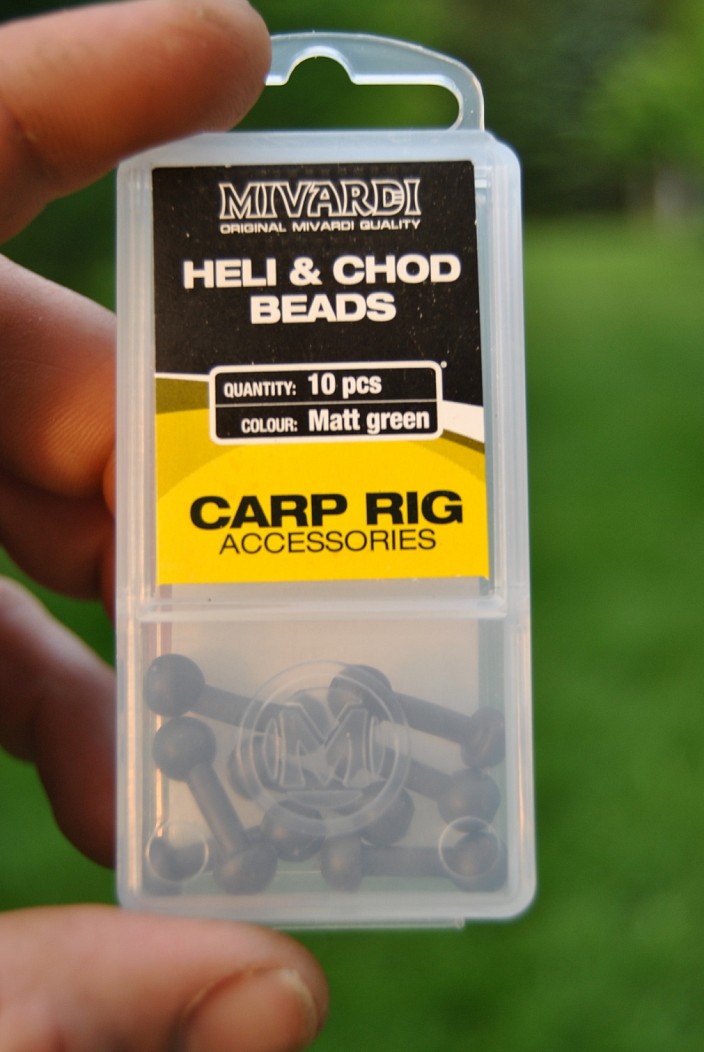 MIVARDI
ORIGINAL MIVARDI QUALITY
HELI & CHOD
BEADS
QUANTITY: 10 pcs
COLOUR: Matt green
CARP RIG
ACCESSORIES
M